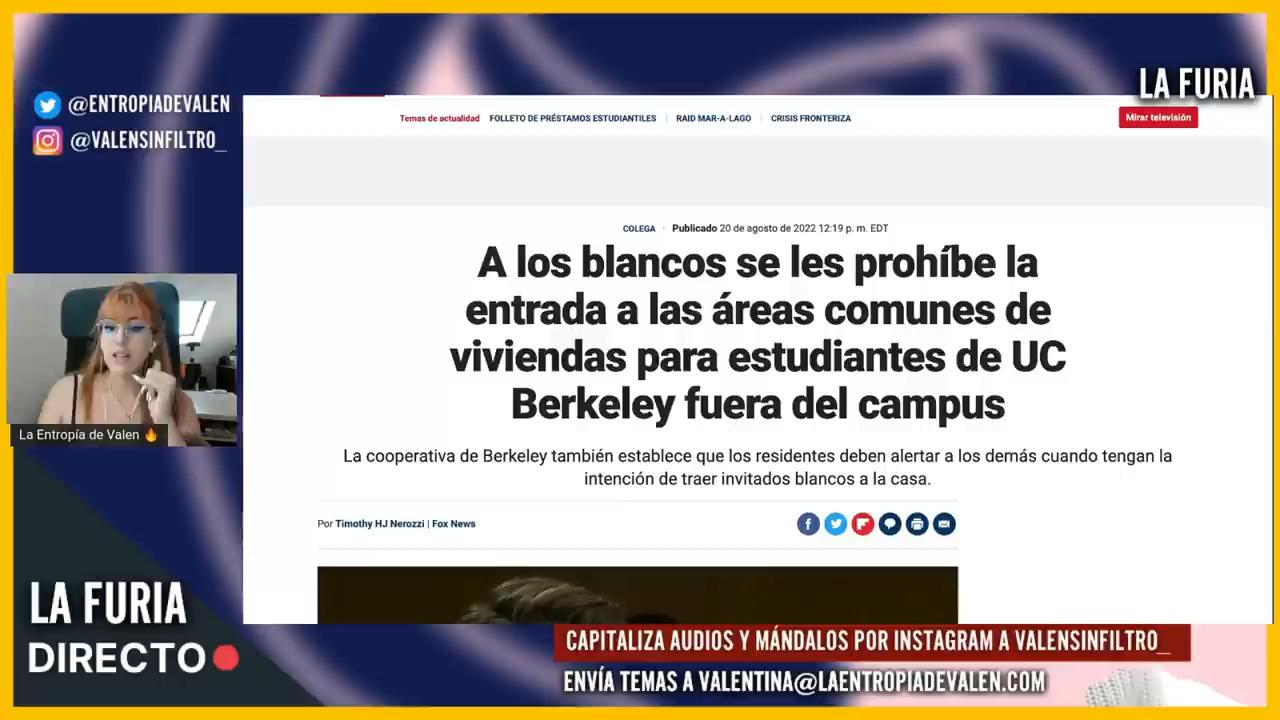 @ENTROPIADEVALEN
@VALENSINFILTRO_
LA FURIA
Temas de actualidad FOLLETO DE PRÉSTAMOS ESTUDIANTILES RAID MAR-A-LAGO CRISIS FRONTERIZA Mirar televisión
COLEGA · Publicado 20 de agosto de 2022 12:19 p. m. EDT
A los blancos se les prohíbe la
entrada a las áreas comunes de
viviendas para estudiantes de UC
Berkeley fuera del campus
La cooperativa de Berkeley también establece que los residentes deben alertar a los demás cuando tengan la
intención de traer invitados blancos a la casa.
Por Timothy HJ Nerozzi | Fox News
La Entropía de Valen 🔥
LA FURIA
DIRECTO
CAPITALIZA AUDIOS Y MÁNDALOS POR INSTAGRAM A VALENSINFILTRO_
ENVÍA TEMAS A VALENTINA@LAENTROPIADEVALEN.COM